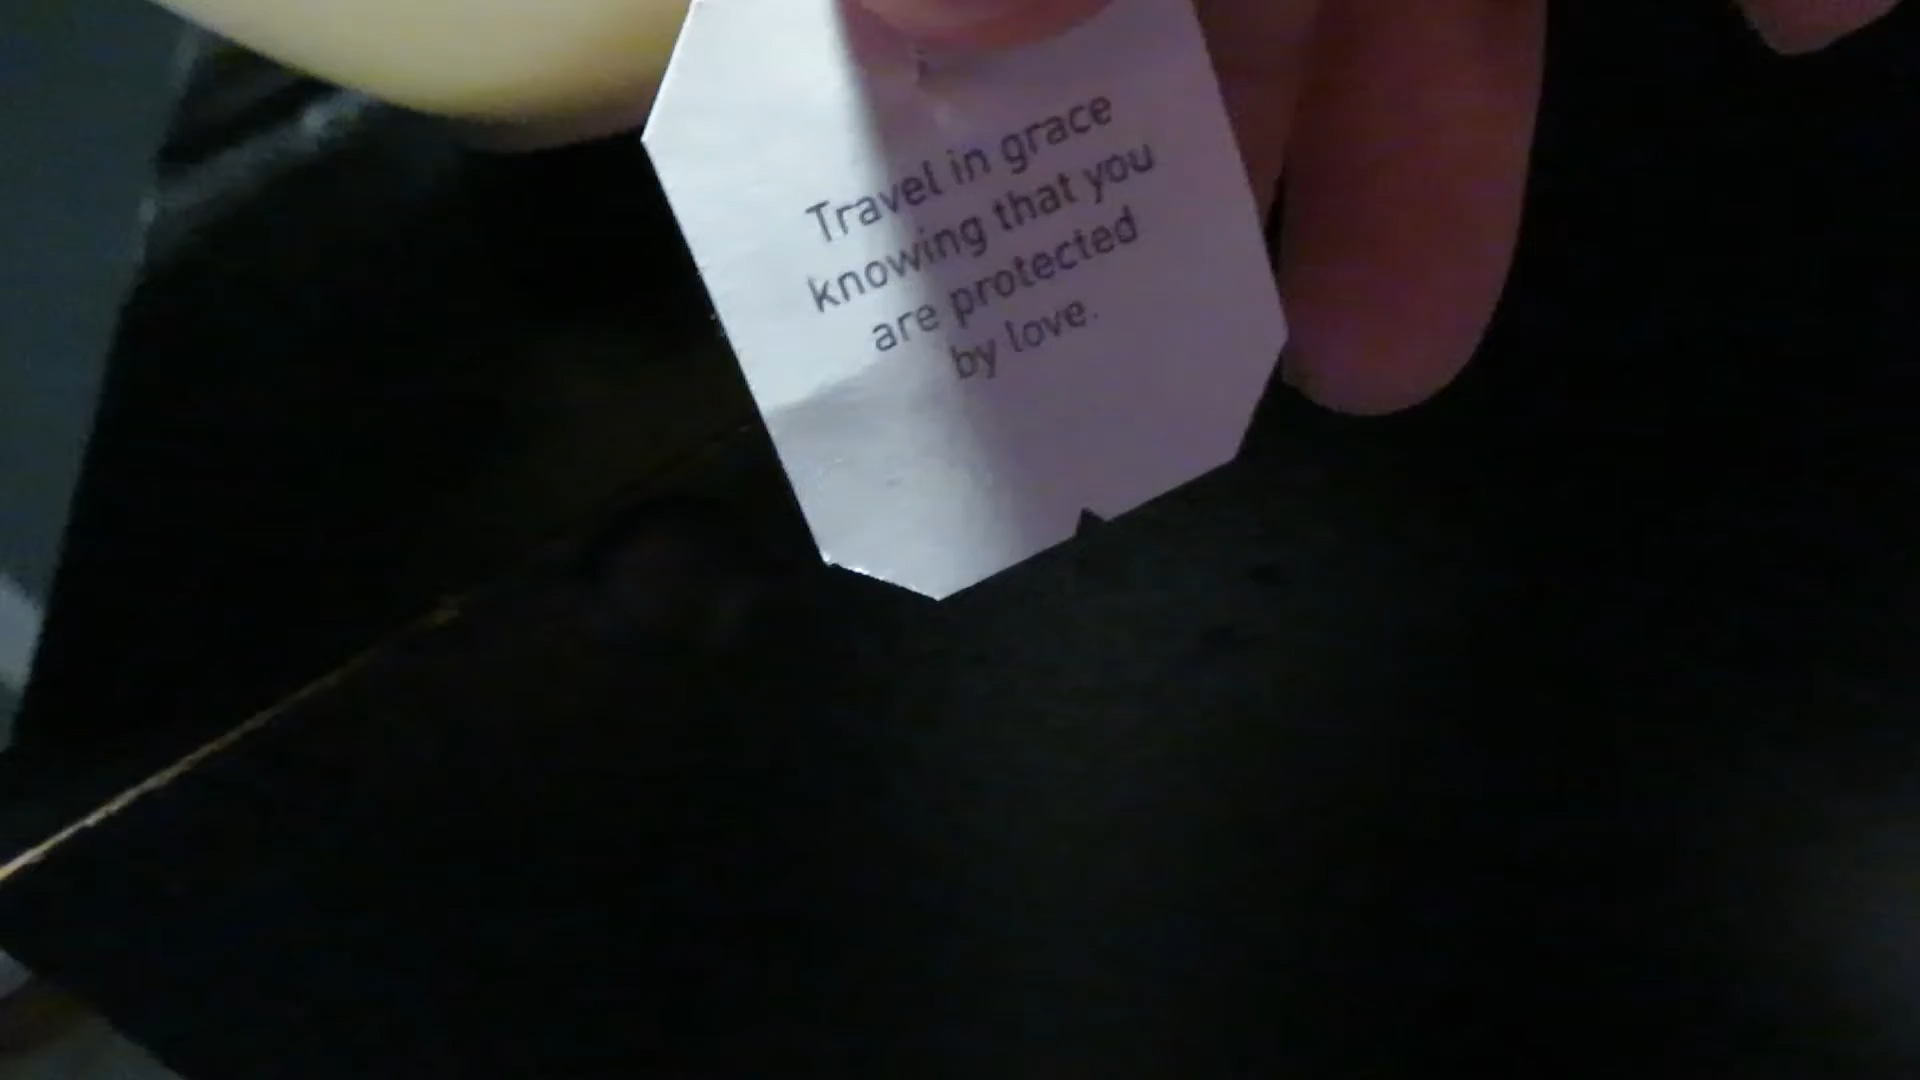 Travel in grace
knowing that you
are protected
by love.